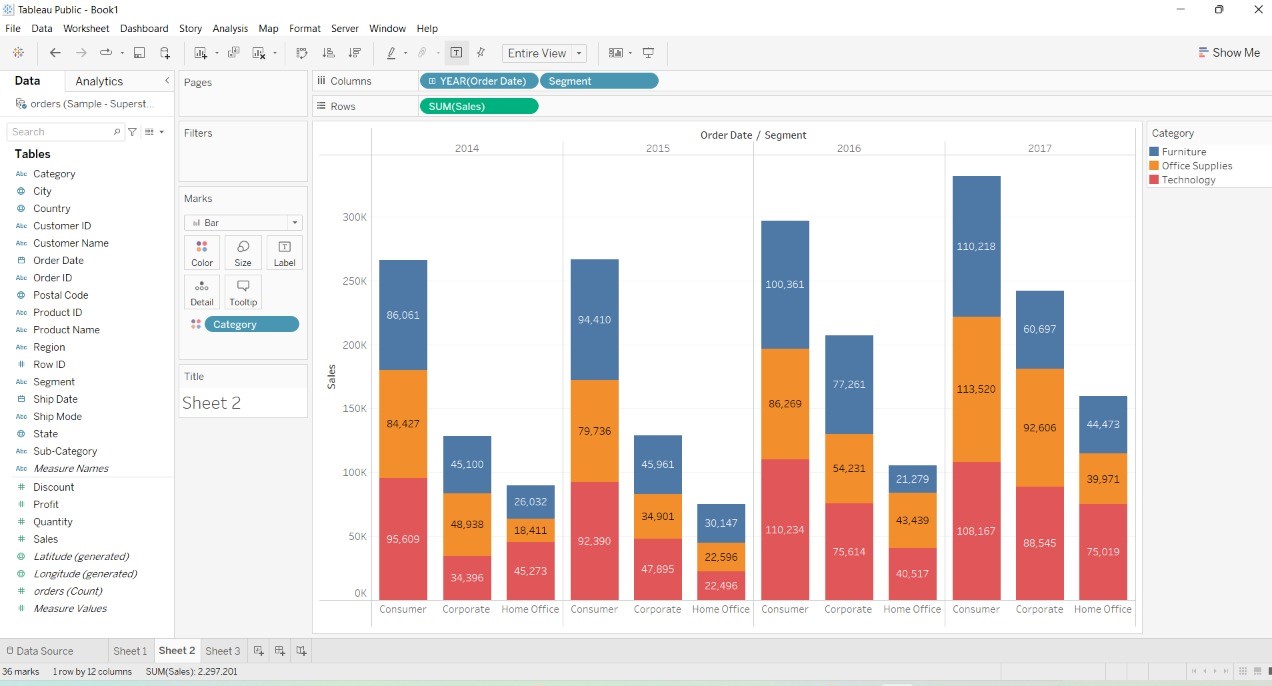 Tableau Public - Book1
File Data Worksheet Dashboard Story Analysis Map Format Server Window Help
Entire View
Show Me
Data Analytics
orders (Sample - Superst...
Search
Tables
Abc Category
City
Country
Abc Customer ID
Abc Customer Name
Order Date
Abc Order ID
Postal Code
Abc Product ID
Abc Product Name
Abc Region
# Row ID
Abc Segment
Ship Date
Abc Ship Mode
State
Abc Sub-Category
Abc Measure Names
# Discount
# Profit
# Quantity
# Sales
Latitude (generated)
Longitude (generated)
# orders (Count)
# Measure Values
Pages
Filters
Marks
Bar
Color Size Label
Detail Tooltip
Category
Title
Sheet 2
Columns YEAR(Order Date) Segment
Rows SUM(Sales)
Order Date / Segment
2014 2015 2016 2017
Sales
300K
250K
200K
150K
100K
50K
0K
86,061
84,427
95,609
45,100
48,938
34,396
26,032
18,411
45,273
94,410
79,736
92,390
45,961
34,901
47,895
30,147
22,596
22,496
100,361
86,269
110,234
77,261
54,231
75,614
21,279
43,439
40,517
110,218
113,520
108,167
60,697
92,606
88,545
44,473
39,971
75,019
Consumer Corporate Home Office Consumer Corporate Home Office Consumer Corporate Home Office Consumer Corporate Home Office
Category
Furniture
Office Supplies
Technology
Data Source Sheet 1 Sheet 2 Sheet 3
36 marks 1 row by 12 columns SUM(Sales): 2,297,201